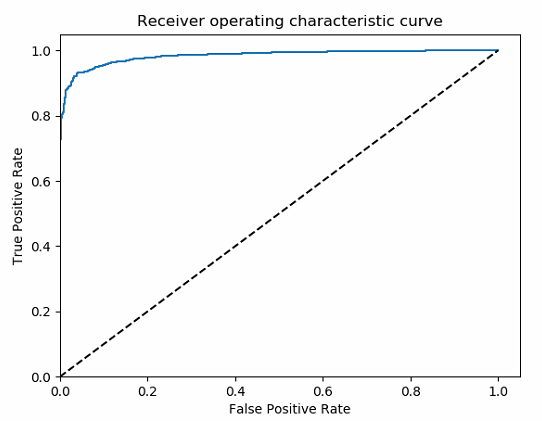 Receiver operating characteristic curve
True Positive Rate
1.0
0.8
0.6
0.4
0.2
0.0
0.0 0.2 0.4 0.6 0.8 1.0
False Positive Rate